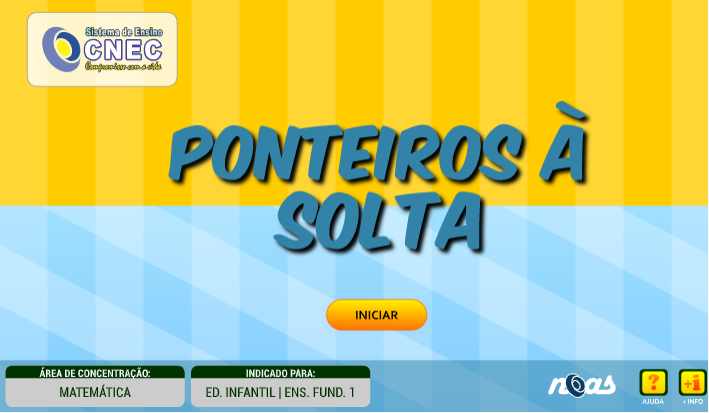 Sistema de Ensino
CNEC
Compromisso com a vida
PONTEIROS À
SOLTA
INICIAR
ÁREA DE CONCENTRAÇÃO:
MATEMÁTICA
INDICADO PARA:
ED. INFANTIL | ENS. FUND. 1
noas
?
AJUDA
+i
+INFO